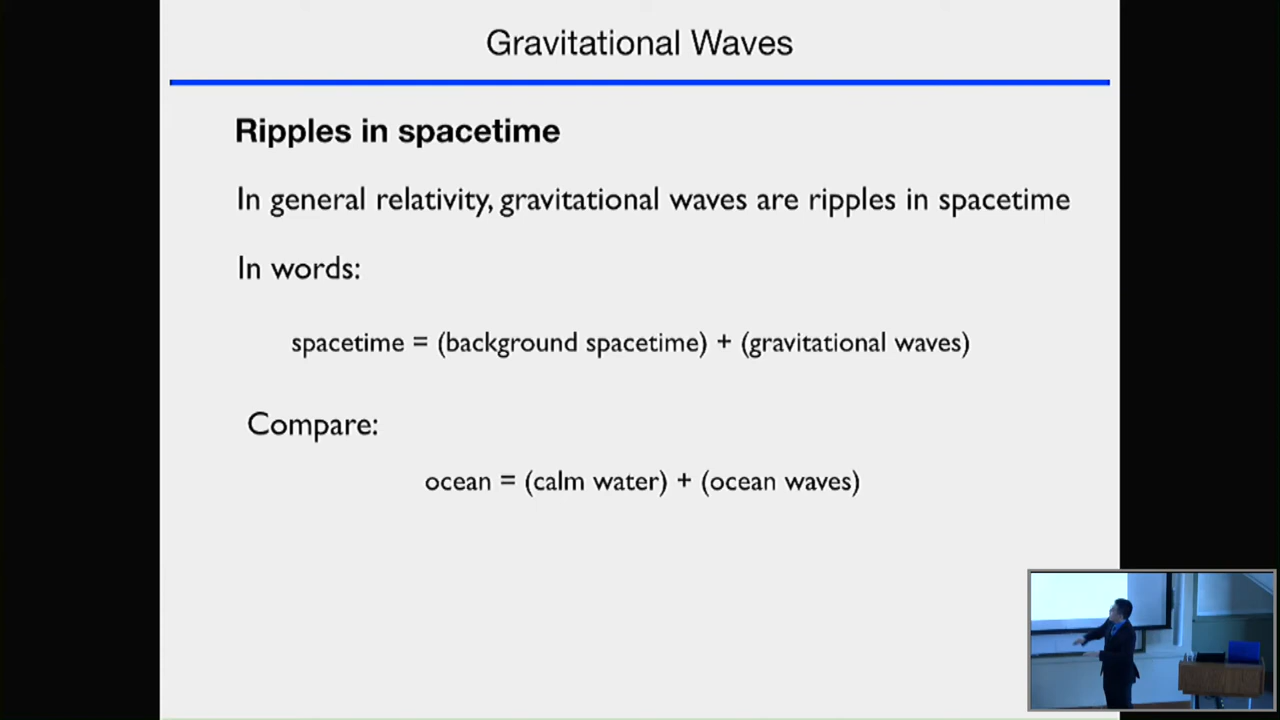 Gravitational Waves
Ripples in spacetime
In general relativity, gravitational waves are ripples in spacetime
In words:
spacetime = (background spacetime) + (gravitational waves)
Compare:
ocean = (calm water) + (ocean waves)